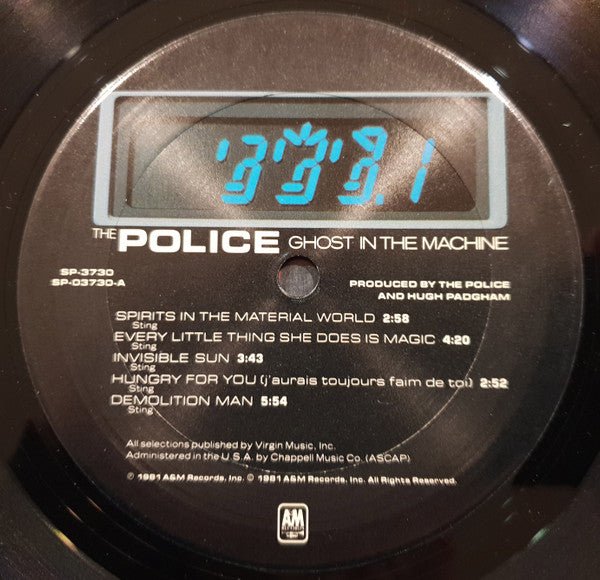 .1
THE POLICE GHOST IN THE MACHINE
SP-3730
SP-03730-A
PRODUCED BY THE POLICE
AND HUGH PADGHAM
SPIRITS IN THE MATERIAL WORLD 2:58
Sting
EVERY LITTLE THING SHE DOES IS MAGIC 4:20
Sting
INVISIBLE SUN 3:43
Sting
HUNGRY FOR YOU (j'aurais toujours faim de toi) 2:52
Sting
DEMOLITION MAN 5:54
Sting
All selections published by Virgin Music, Inc.
Administered in the U.S.A. by Chappell Music Co. (ASCAP)
℗ 1981 A&M Records, Inc. © 1981 A&M Records, Inc. All Rights Reserved.
A&M
RECORDS